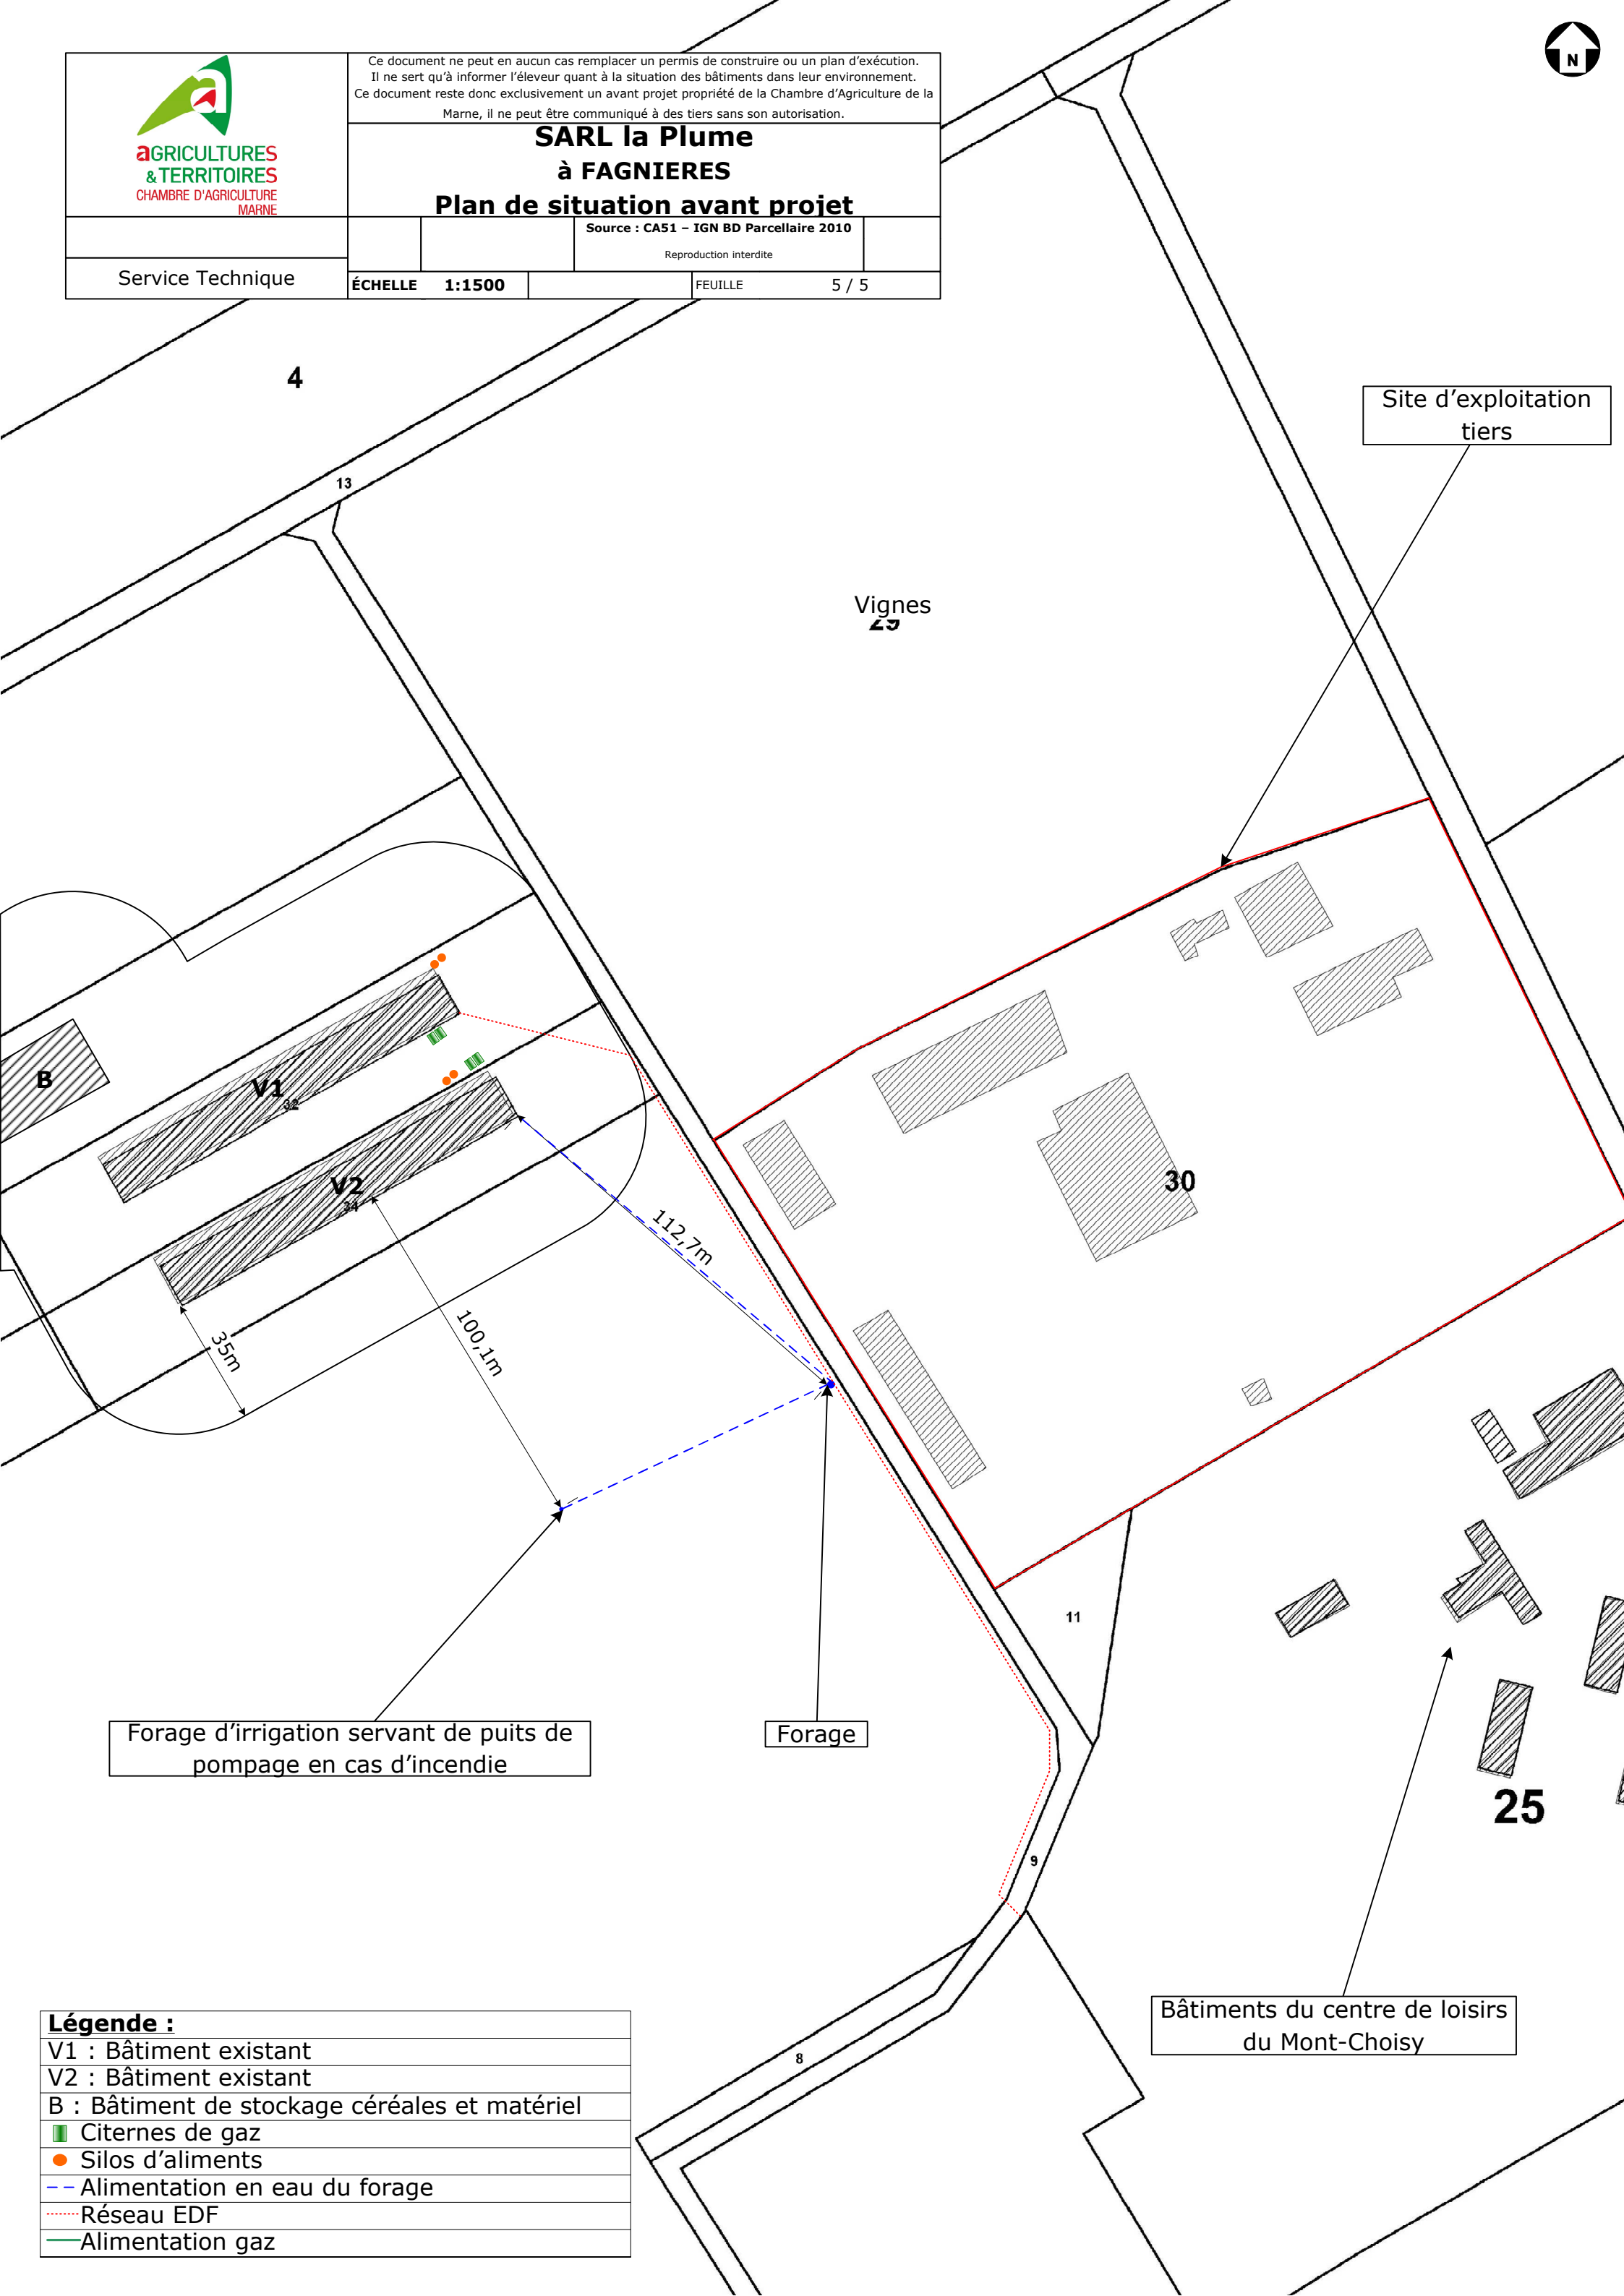 Ce document ne peut en aucun cas remplacer un permis de construire ou un plan d'exécution.
Il ne sert qu'à informer l'éleveur quant à la situation des bâtiments dans leur environnement.
Ce document reste donc exclusivement un avant projet propriété de la Chambre d'Agriculture de la
Marne, il ne peut être communiqué à des tiers sans son autorisation.
aGRICULTURES
& TERRITOIRES
CHAMBRE D'AGRICULTURE
MARNE
SARL la Plume
à FAGNIERES
Plan de situation avant projet
Source : CA51 – IGN BD Parcellaire 2010
Reproduction interdite
Service Technique
ÉCHELLE 1:1500
FEUILLE 5 / 5
N
4
13
Site d'exploitation
tiers
Vignes
29
B
V1
32
V2
34
30
112,7m
100,1m
35m
11
Forage d'irrigation servant de puits de
pompage en cas d'incendie
Forage
25
9
Bâtiments du centre de loisirs
du Mont-Choisy
8
Légende :
V1 : Bâtiment existant
V2 : Bâtiment existant
B : Bâtiment de stockage céréales et matériel
Citernes de gaz
Silos d'aliments
Alimentation en eau du forage
Réseau EDF
Alimentation gaz